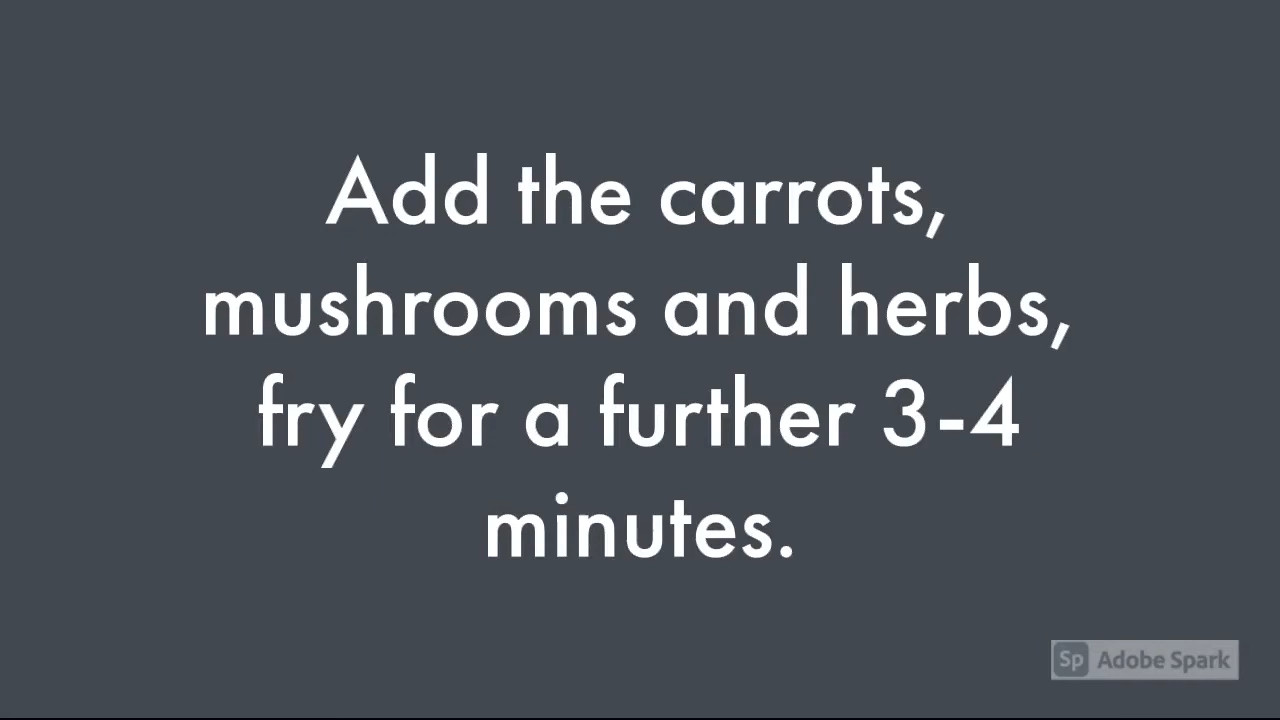 Add the carrots,
mushrooms and herbs,
fry for a further 3-4
minutes.
Sp Adobe Spark